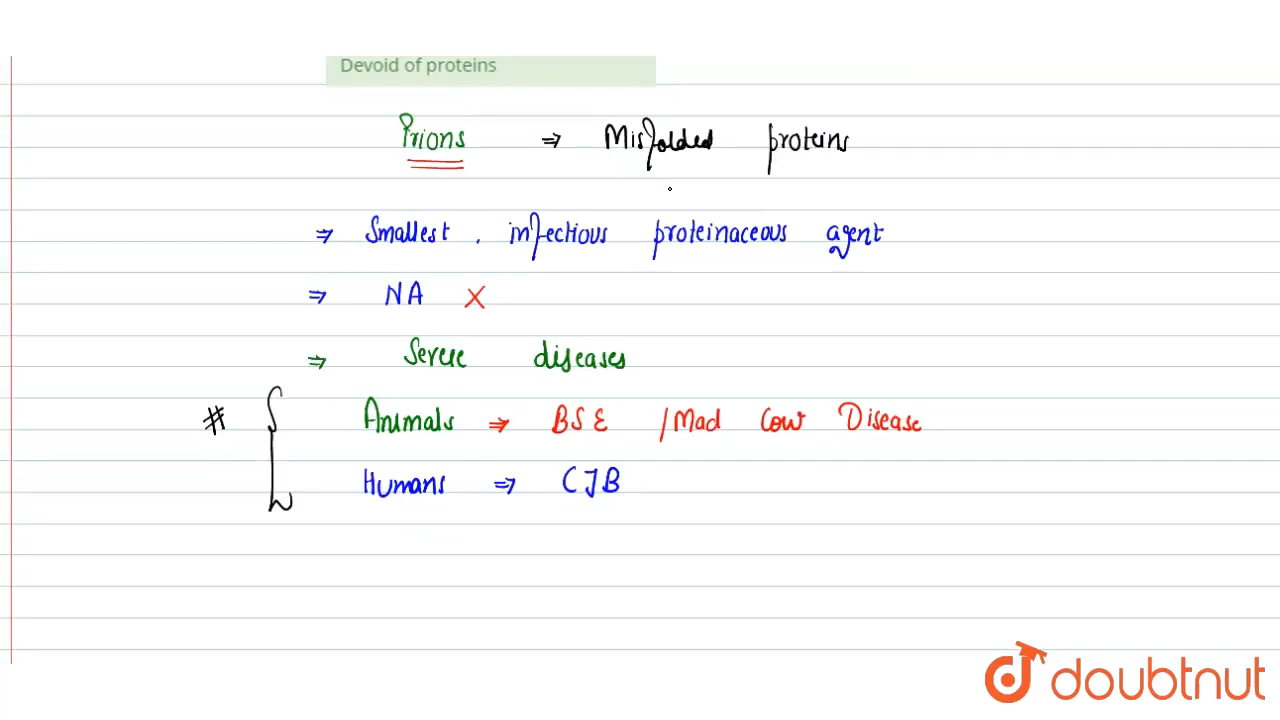 Devoid of proteins
Prions ⇒ Misfolded proteins
⇒ Smallest . infectious proteinaceous agent
⇒ NA X
⇒ Severe diseases
# { Animals ⇒ BSE / Mad Cow Disease
Humans ⇒ CJB
doubtnut